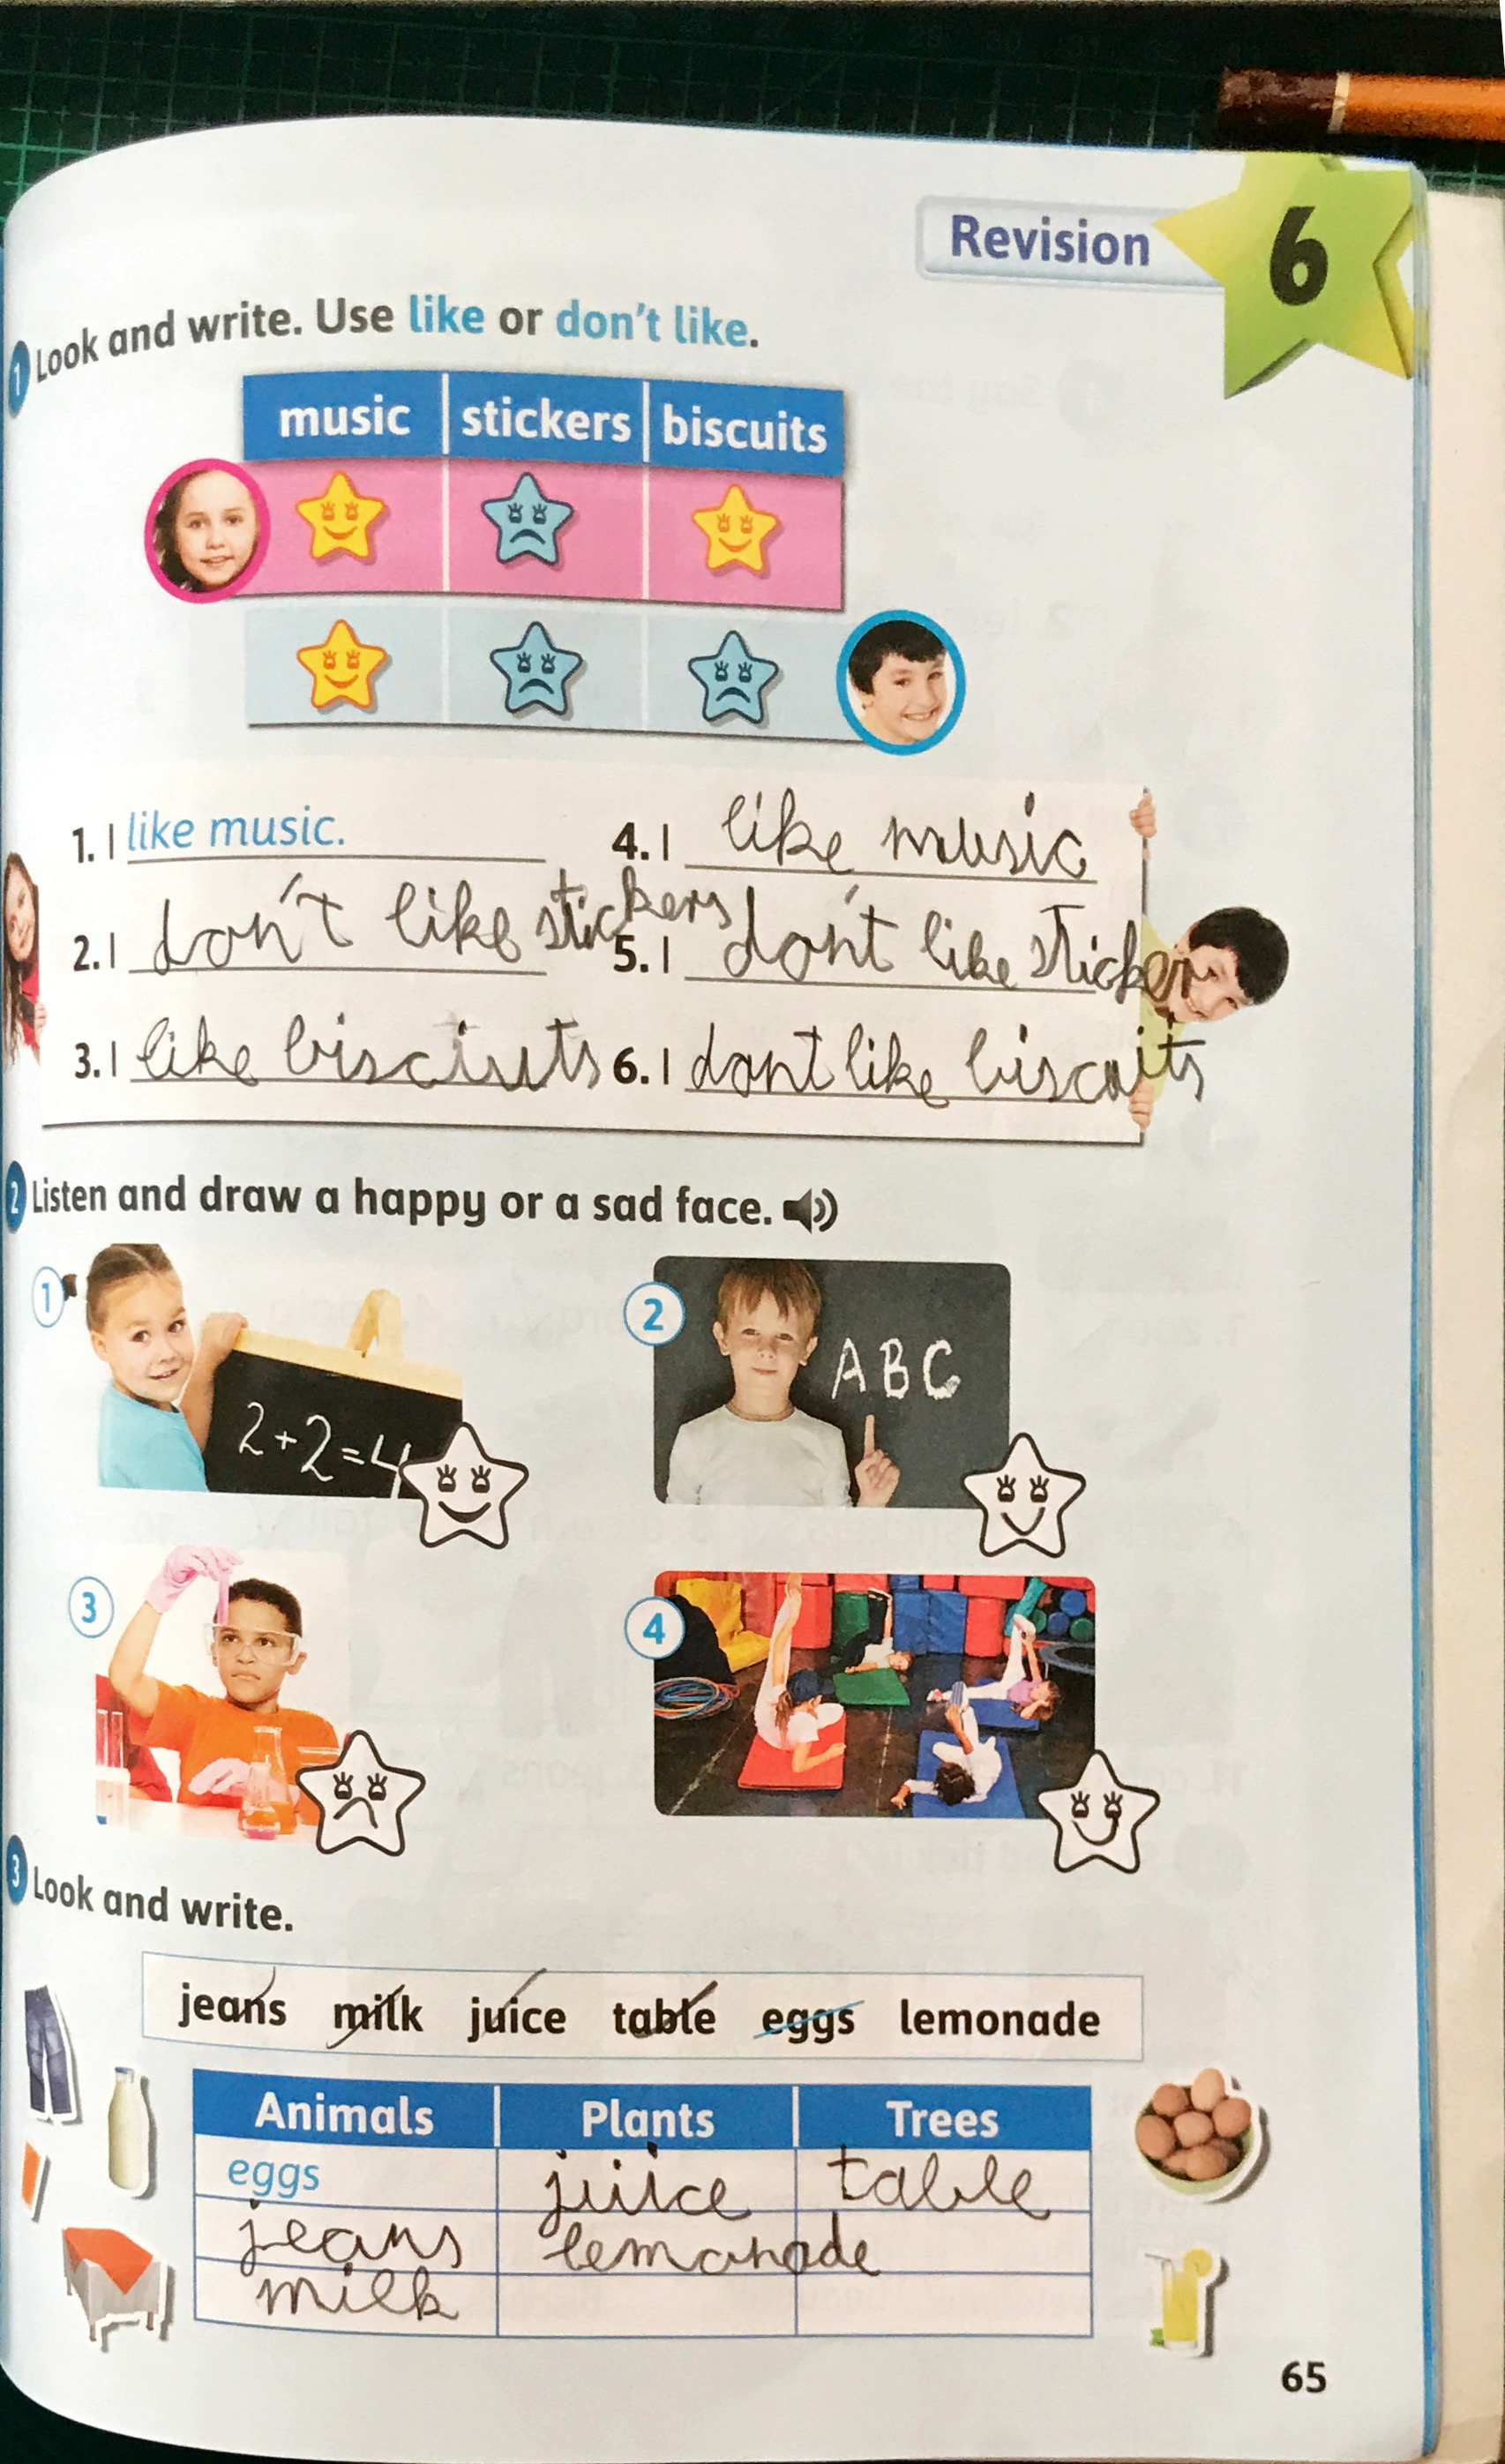 Revision 6
1 Look and write. Use like or don't like.
music stickers biscuits
1. I like music.
2. I don't like stickers
3. I like bisciuts
4. I like music
5. I don't like sticker
6. I dont like biscuits
2 Listen and draw a happy or a sad face.
1
2+2=4
2
ABC
3
4
3 Look and write.
jeans milk juice table eggs lemonade
Animals Plants Trees
eggs juice table
jeans lemonade
milk
65